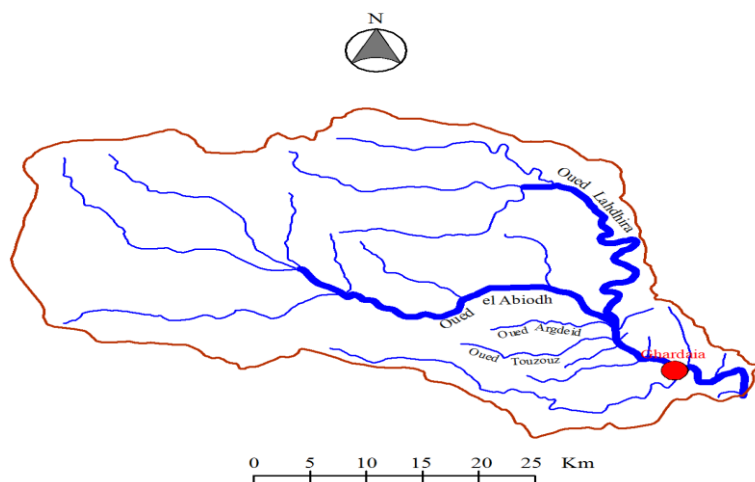 N
Oued Lahdhira
Oued el Abiodh
Oued Argdeid
Oued Touzouz
Ghardaia
0 5 10 15 20 25 Km